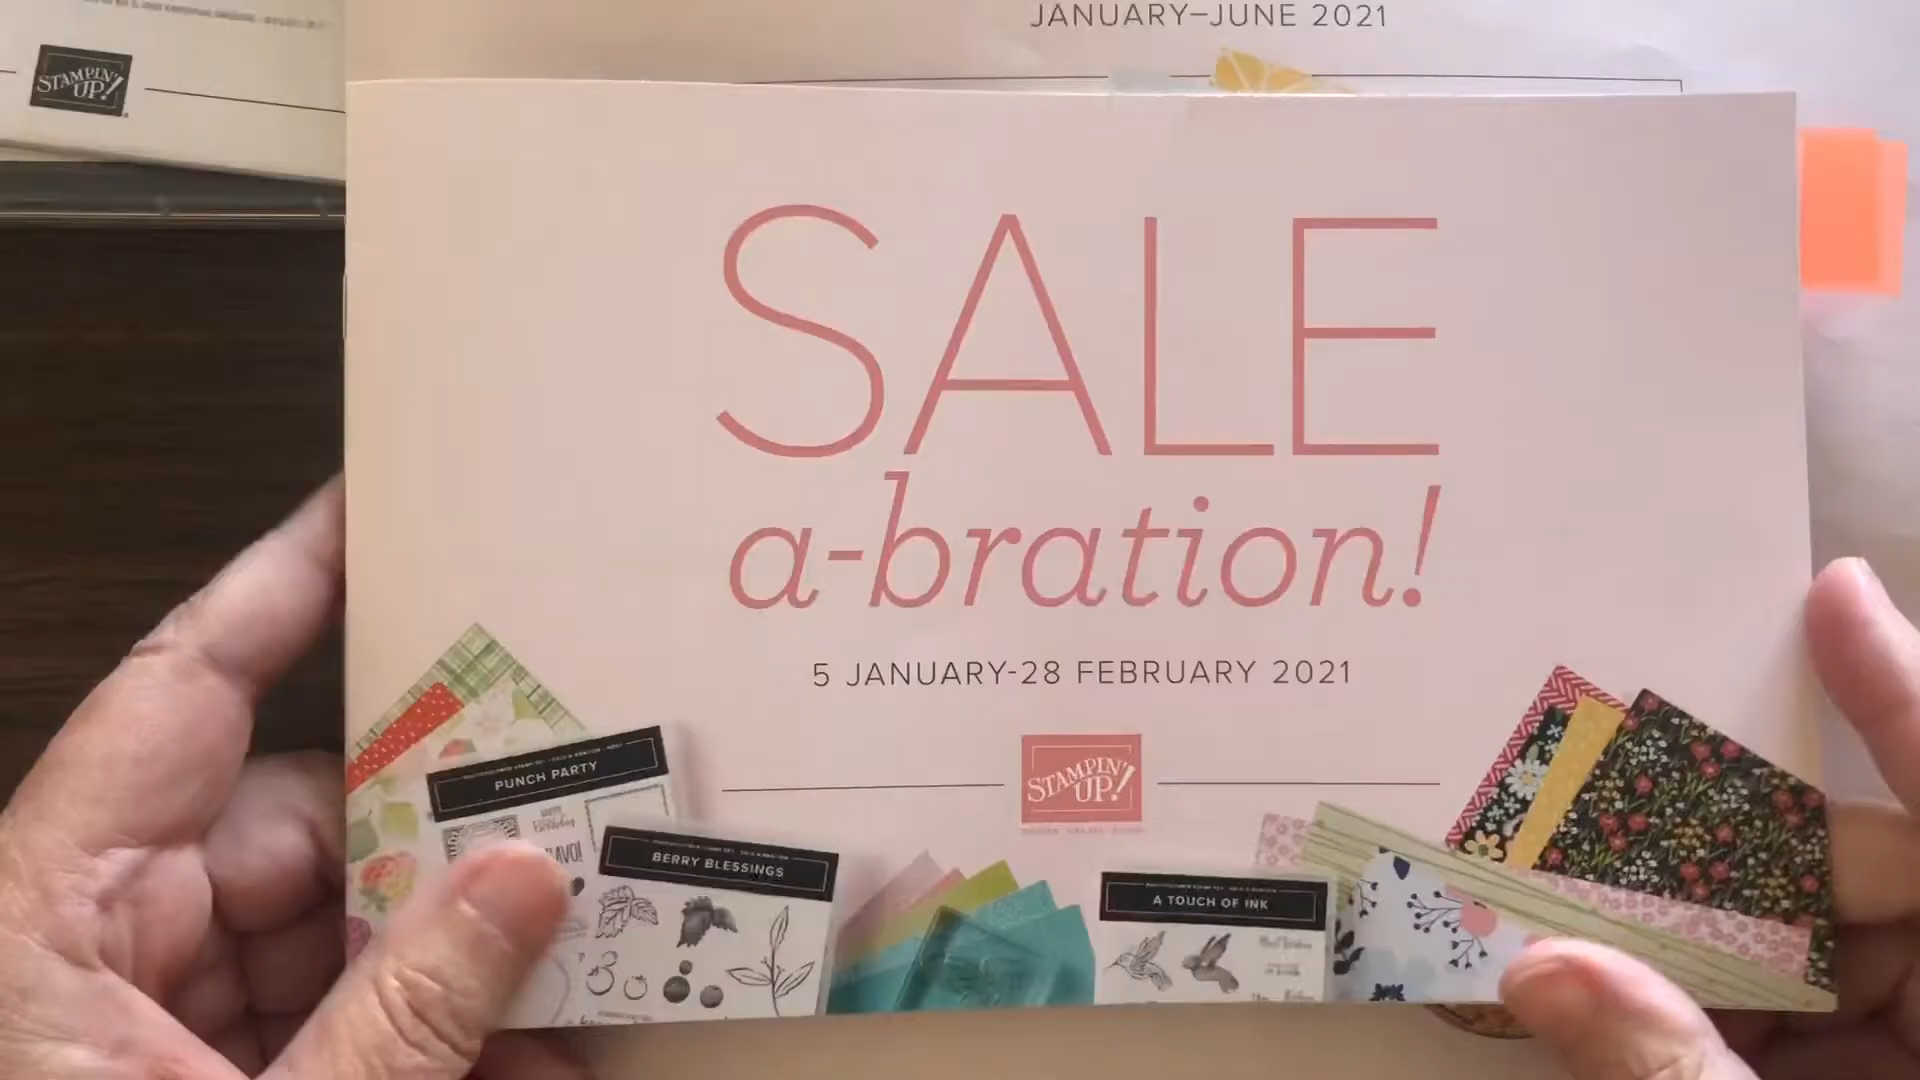 JANUARY–JUNE 2021
STAMPIN' UP!
SALE
a-bration!
5 JANUARY-28 FEBRUARY 2021
STAMPIN' UP!
PUNCH PARTY
BERRY BLESSINGS
A TOUCH OF INK